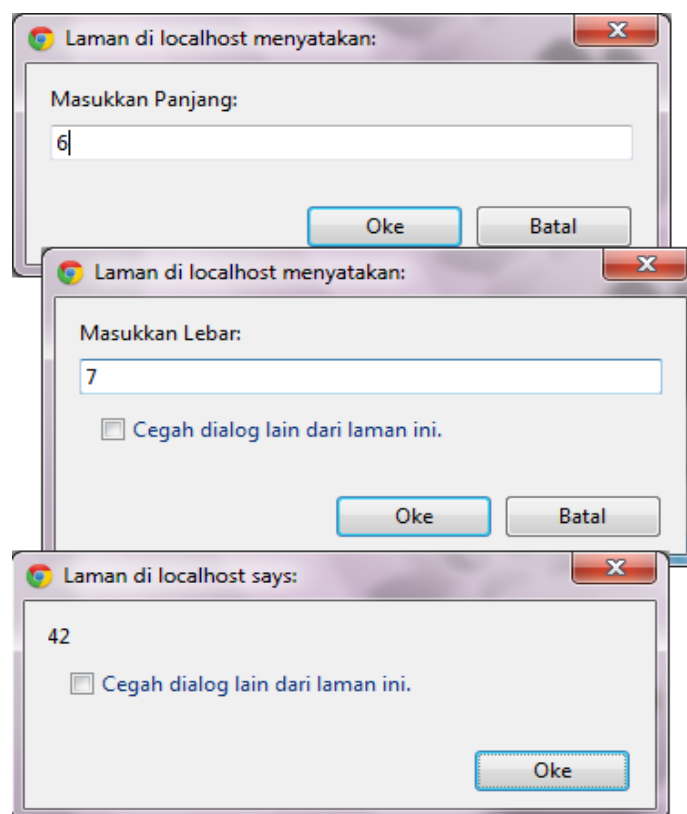 Laman di localhost menyatakan:
Masukkan Panjang:
6
Oke Batal
Laman di localhost menyatakan:
Masukkan Lebar:
7
Cegah dialog lain dari laman ini.
Oke Batal
Laman di localhost says:
42
Cegah dialog lain dari laman ini.
Oke